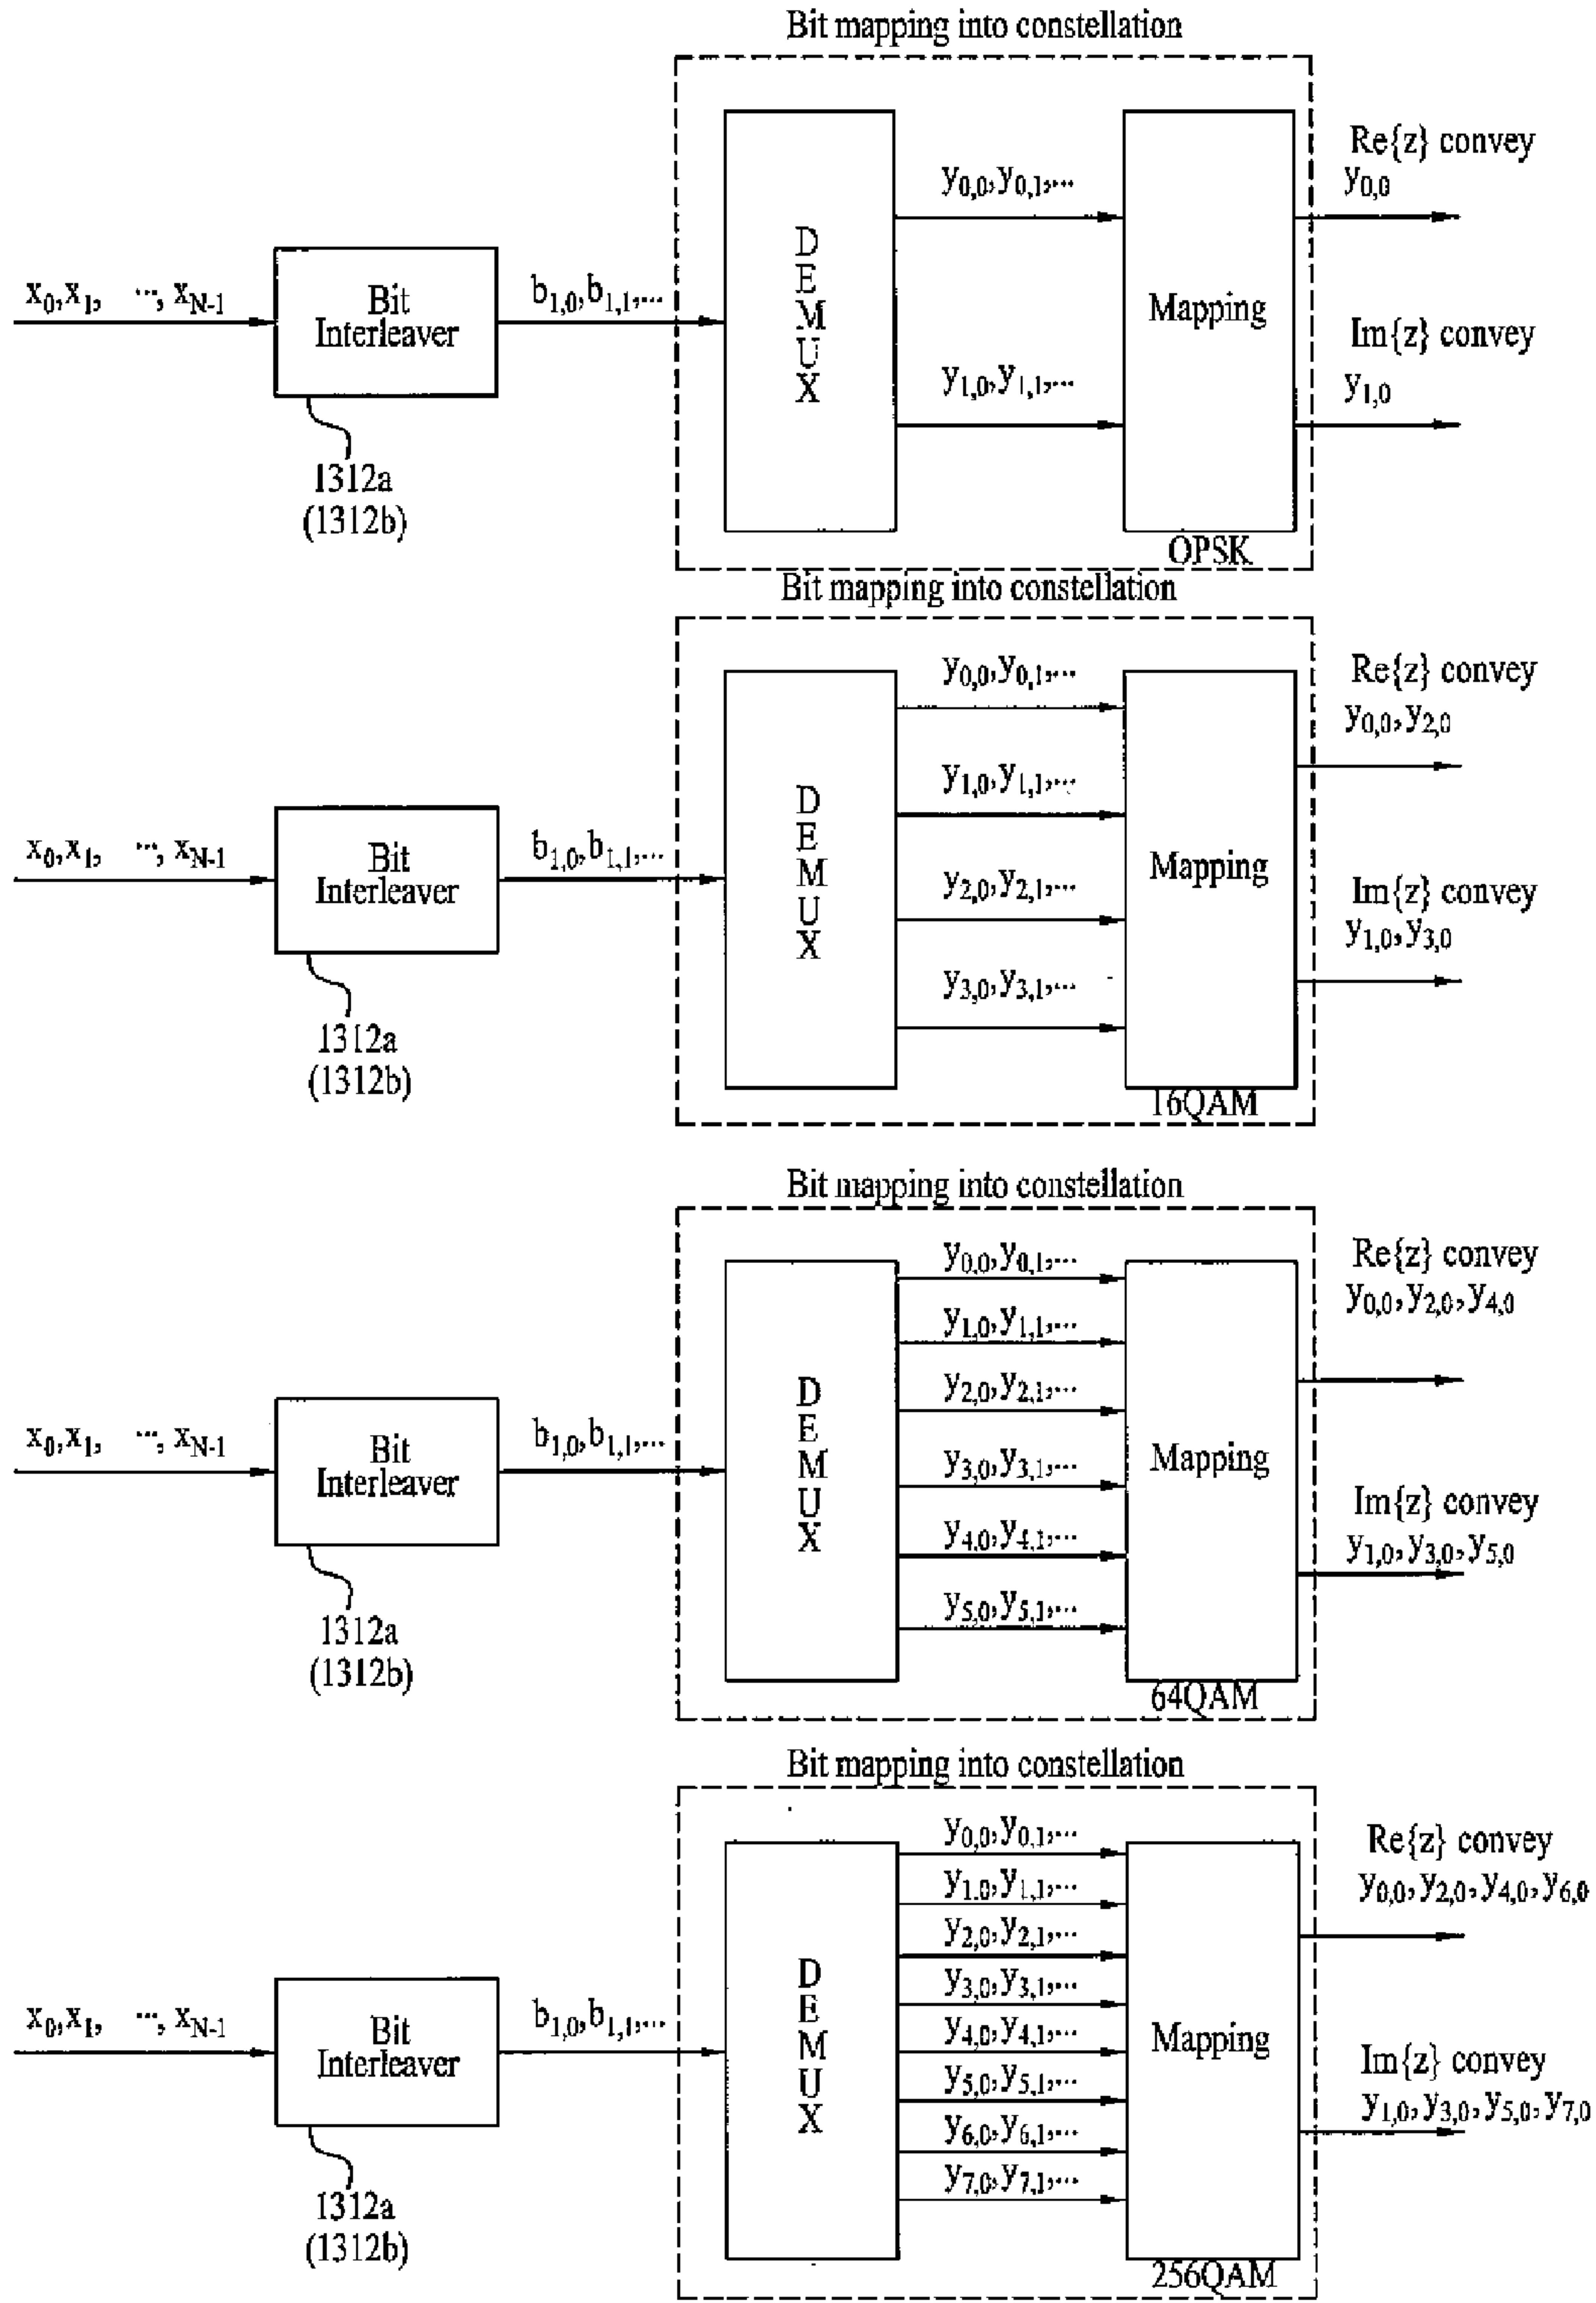 Bit mapping into constellation
x0,x1, ..., xN-1
Bit
Interleaver
1312a
(1312b)
b1,0,b1,1,...
D
E
M
U
X
y0,0,y0,1,...
y1,0,y1,1,...
Mapping
OPSK
Re{z} convey
y0,0
Im{z} convey
y1,0
Bit mapping into constellation
x0,x1, ..., xN-1
Bit
Interleaver
1312a
(1312b)
b1,0,b1,1,...
D
E
M
U
X
y0,0,y0,1,...
y1,0,y1,1,...
y2,0,y2,1,...
y3,0,y3,1,...
Mapping
16QAM
Re{z} convey
y0,0,y2,0
Im{z} convey
y1,0,y3,0
Bit mapping into constellation
x0,x1, ..., xN-1
Bit
Interleaver
1312a
(1312b)
b1,0,b1,1,...
D
E
M
U
X
y0,0,y0,1,...
y1,0,y1,1,...
y2,0,y2,1,...
y3,0,y3,1,...
y4,0,y4,1,...
y5,0,y5,1,...
Mapping
64QAM
Re{z} convey
y0,0,y2,0,y4,0
Im{z} convey
y1,0,y3,0,y5,0
Bit mapping into constellation
x0,x1, ..., xN-1
Bit
Interleaver
1312a
(1312b)
b1,0,b1,1,...
D
E
M
U
X
y0,0,y0,1,...
y1,0,y1,1,...
y2,0,y2,1,...
y3,0,y3,1,...
y4,0,y4,1,...
y5,0,y5,1,...
y6,0,y6,1,...
y7,0,y7,1,...
Mapping
256QAM
Re{z} convey
y0,0,y2,0,y4,0,y6,0
Im{z} convey
y1,0,y3,0,y5,0,y7,0